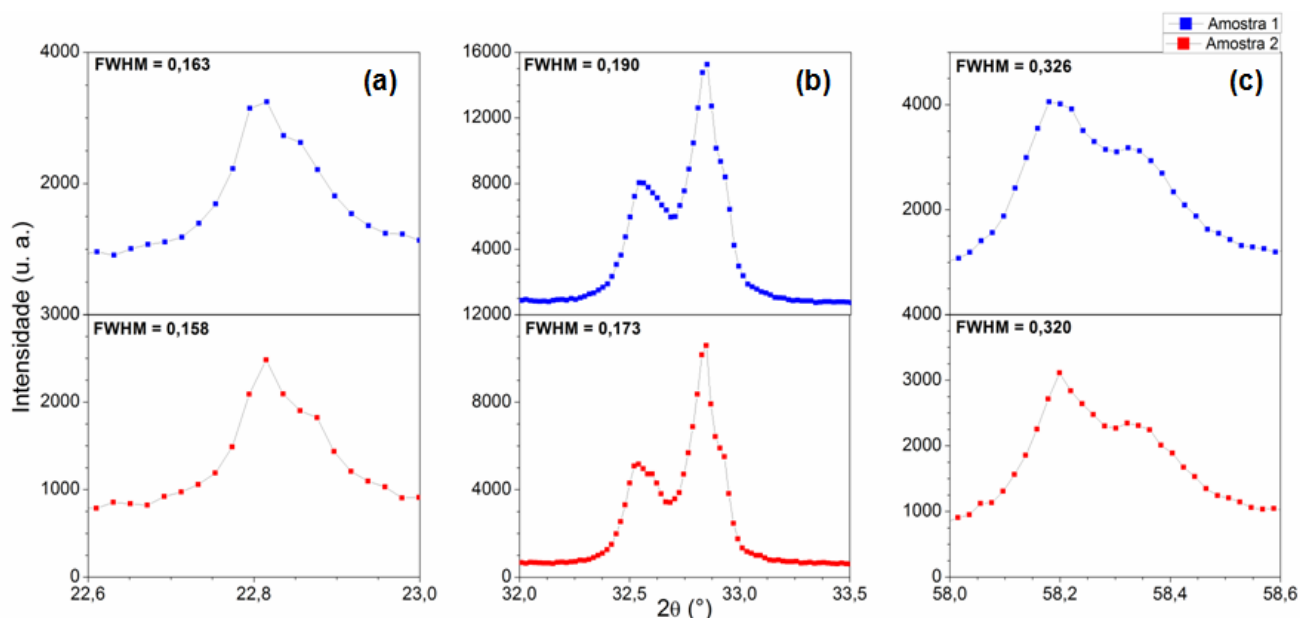 Amostra 1
Amostra 2
4000
FWHM = 0,163
(a)
2000
3000
FWHM = 0,158
2000
1000
0
22,6
22,8
23,0
16000
FWHM = 0,190
(b)
12000
8000
4000
12000
FWHM = 0,173
8000
4000
0
32,0
32,5
33,0
33,5
FWHM = 0,326
(c)
4000
2000
4000
FWHM = 0,320
3000
2000
1000
0
58,0
58,2
58,4
58,6
Intensidade (u. a.)
2θ (°)